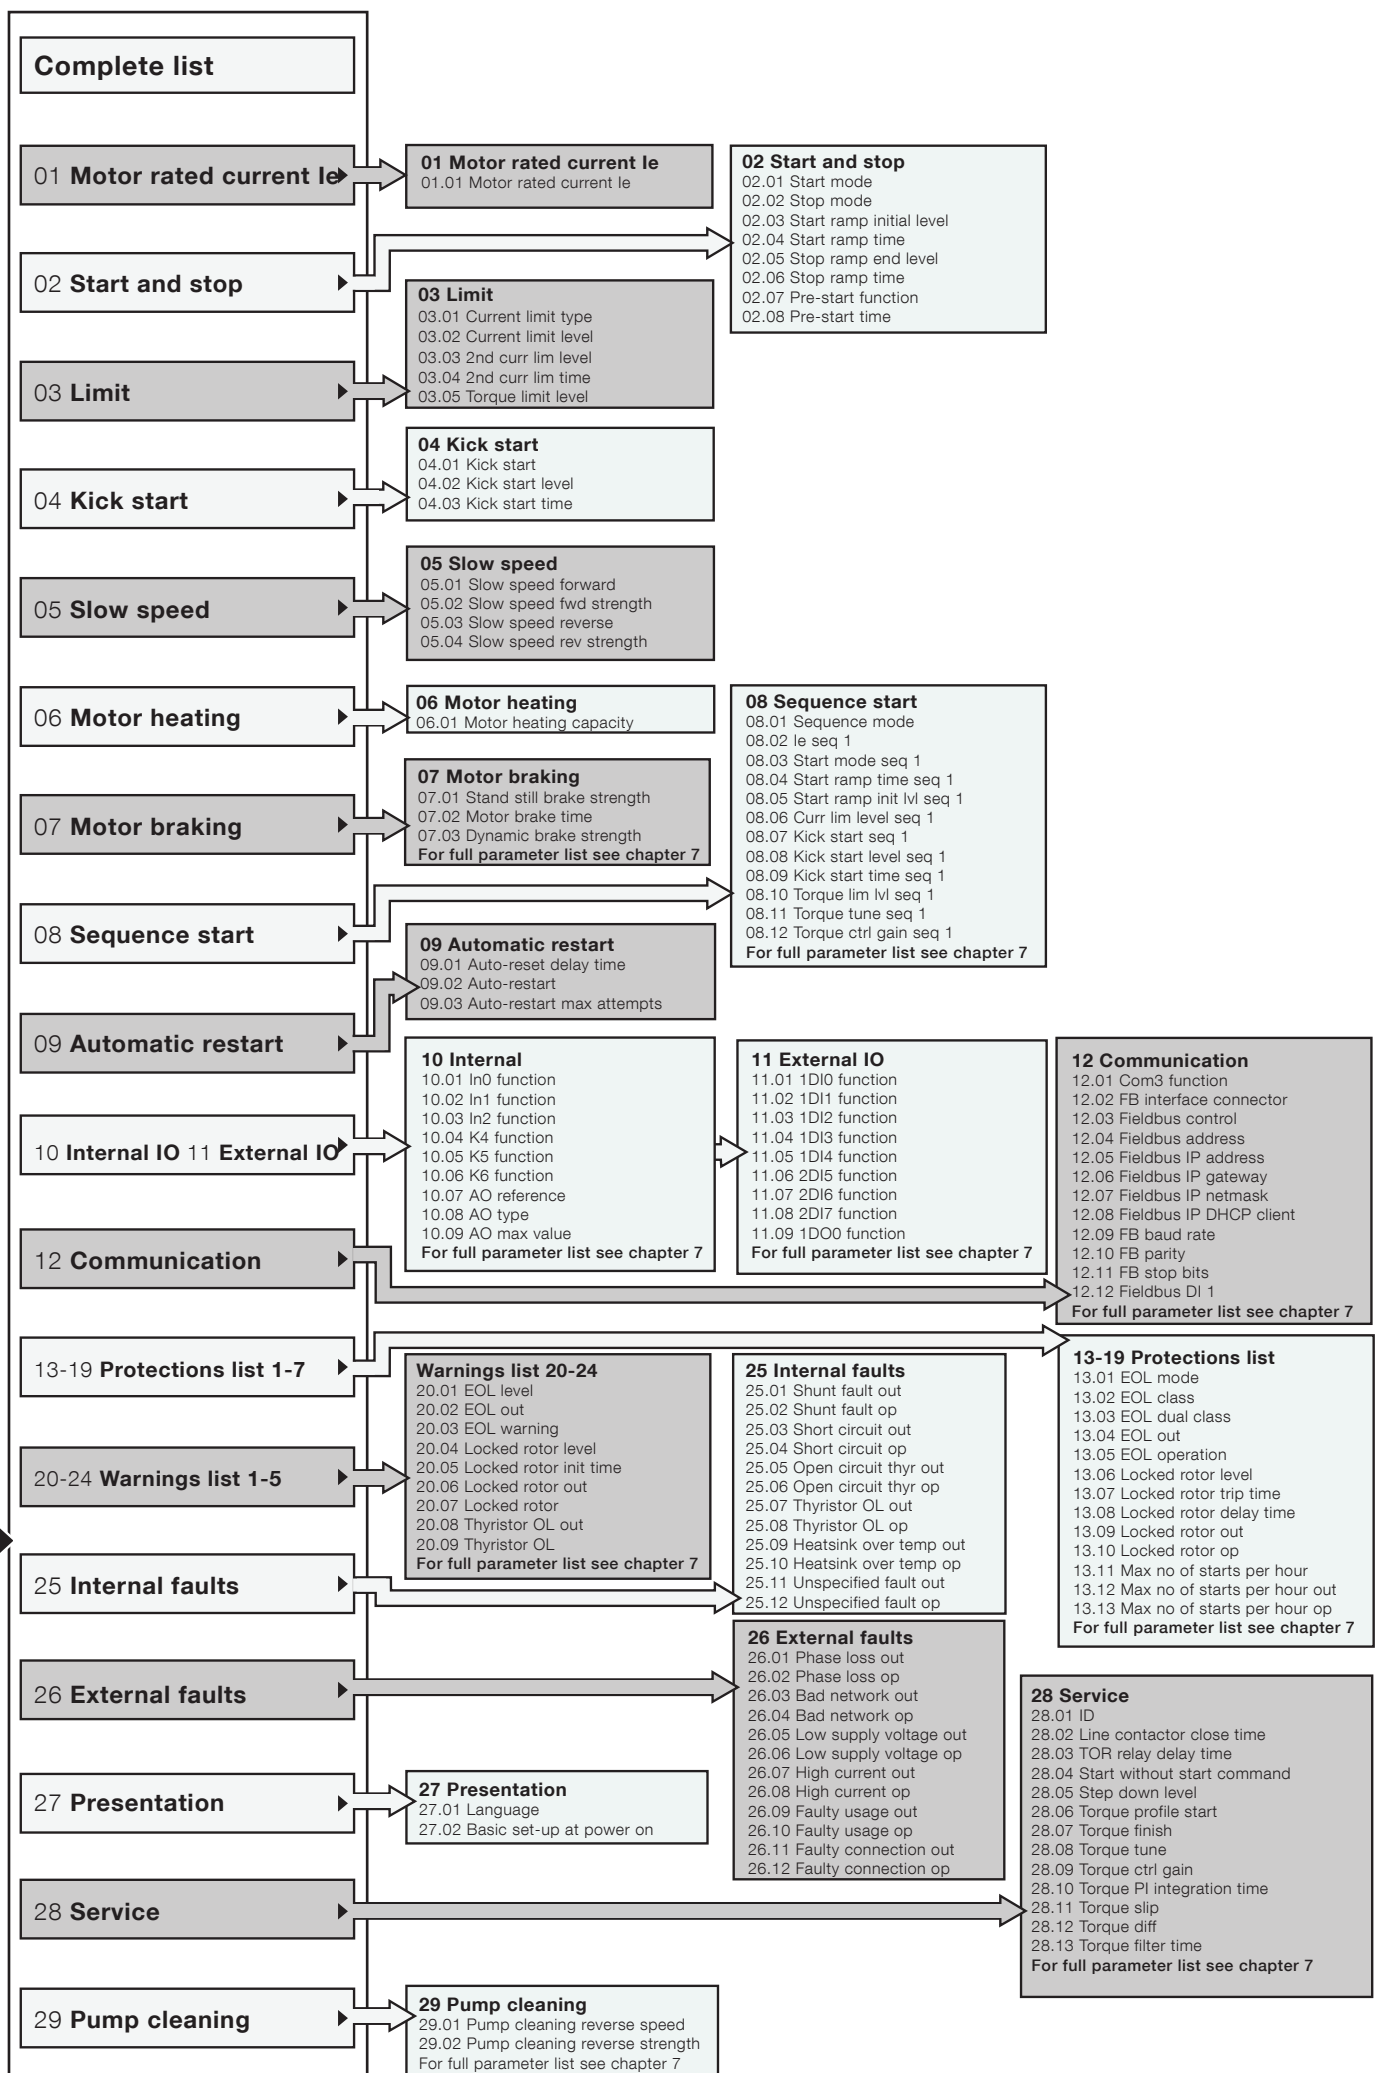 Complete list
01 Motor rated current Ie
02 Start and stop
03 Limit
04 Kick start
05 Slow speed
06 Motor heating
07 Motor braking
08 Sequence start
09 Automatic restart
10 Internal IO 11 External IO
12 Communication
13-19 Protections list 1-7
20-24 Warnings list 1-5
25 Internal faults
26 External faults
27 Presentation
28 Service
29 Pump cleaning
01 Motor rated current Ie
01.01 Motor rated current Ie
02 Start and stop
02.01 Start mode
02.02 Stop mode
02.03 Start ramp initial level
02.04 Start ramp time
02.05 Stop ramp end level
02.06 Stop ramp time
02.07 Pre-start function
02.08 Pre-start time
03 Limit
03.01 Current limit type
03.02 Current limit level
03.03 2nd curr lim level
03.04 2nd curr lim time
03.05 Torque limit level
04 Kick start
04.01 Kick start
04.02 Kick start level
04.03 Kick start time
05 Slow speed
05.01 Slow speed forward
05.02 Slow speed fwd strength
05.03 Slow speed reverse
05.04 Slow speed rev strength
06 Motor heating
06.01 Motor heating capacity
07 Motor braking
07.01 Stand still brake strength
07.02 Motor brake time
07.03 Dynamic brake strength
For full parameter list see chapter 7
08 Sequence start
08.01 Sequence mode
08.02 Ie seq 1
08.03 Start mode seq 1
08.04 Start ramp time seq 1
08.05 Start ramp init lvl seq 1
08.06 Curr lim level seq 1
08.07 Kick start seq 1
08.08 Kick start level seq 1
08.09 Kick start time seq 1
08.10 Torque lim lvl seq 1
08.11 Torque tune seq 1
08.12 Torque ctrl gain seq 1
For full parameter list see chapter 7
09 Automatic restart
09.01 Auto-reset delay time
09.02 Auto-restart
09.03 Auto-restart max attempts
10 Internal
10.01 In0 function
10.02 In1 function
10.03 In2 function
10.04 K4 function
10.05 K5 function
10.06 K6 function
10.07 AO reference
10.08 AO type
10.09 AO max value
For full parameter list see chapter 7
11 External IO
11.01 1DI0 function
11.02 1DI1 function
11.03 1DI2 function
11.04 1DI3 function
11.05 1DI4 function
11.06 2DI5 function
11.07 2DI6 function
11.08 2DI7 function
11.09 1DO0 function
For full parameter list see chapter 7
12 Communication
12.01 Com3 function
12.02 FB interface connector
12.03 Fieldbus control
12.04 Fieldbus address
12.05 Fieldbus IP address
12.06 Fieldbus IP gateway
12.07 Fieldbus IP netmask
12.08 Fieldbus IP DHCP client
12.09 FB baud rate
12.10 FB parity
12.11 FB stop bits
12.12 Fieldbus DI 1
For full parameter list see chapter 7
13-19 Protections list
13.01 EOL mode
13.02 EOL class
13.03 EOL dual class
13.04 EOL out
13.05 EOL operation
13.06 Locked rotor level
13.07 Locked rotor trip time
13.08 Locked rotor delay time
13.09 Locked rotor out
13.10 Locked rotor op
13.11 Max no of starts per hour
13.12 Max no of starts per hour out
13.13 Max no of starts per hour op
For full parameter list see chapter 7
Warnings list 20-24
20.01 EOL level
20.02 EOL out
20.03 EOL warning
20.04 Locked rotor level
20.05 Locked rotor init time
20.06 Locked rotor out
20.07 Locked rotor
20.08 Thyristor OL out
20.09 Thyristor OL
For full parameter list see chapter 7
25 Internal faults
25.01 Shunt fault out
25.02 Shunt fault op
25.03 Short circuit out
25.04 Short circuit op
25.05 Open circuit thyr out
25.06 Open circuit thyr op
25.07 Thyristor OL out
25.08 Thyristor OL op
25.09 Heatsink over temp out
25.10 Heatsink over temp op
25.11 Unspecified fault out
25.12 Unspecified fault op
26 External faults
26.01 Phase loss out
26.02 Phase loss op
26.03 Bad network out
26.04 Bad network op
26.05 Low supply voltage out
26.06 Low supply voltage op
26.07 High current out
26.08 High current op
26.09 Faulty usage out
26.10 Faulty usage op
26.11 Faulty connection out
26.12 Faulty connection op
27 Presentation
27.01 Language
27.02 Basic set-up at power on
28 Service
28.01 ID
28.02 Line contactor close time
28.03 TOR relay delay time
28.04 Start without start command
28.05 Step down level
28.06 Torque profile start
28.07 Torque finish
28.08 Torque tune
28.09 Torque ctrl gain
28.10 Torque PI integration time
28.11 Torque slip
28.12 Torque diff
28.13 Torque filter time
For full parameter list see chapter 7
29 Pump cleaning
29.01 Pump cleaning reverse speed
29.02 Pump cleaning reverse strength
For full parameter list see chapter 7